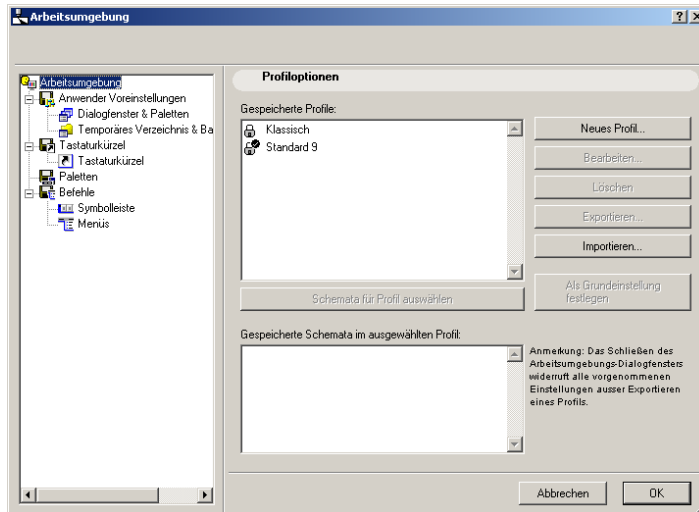 Arbeitsumgebung
Arbeitsumgebung
Anwender Voreinstellungen
Dialogfenster & Paletten
Temporäres Verzeichnis & Ba
Tastaturkürzel
Tastaturkürzel
Paletten
Befehle
Symbolleiste
Menüs
Profiloptionen
Gespeicherte Profile:
Klassisch
Standard 9
Neues Profil...
Bearbeiten...
Löschen
Exportieren...
Importieren...
Schemata für Profil auswählen
Als Grundeinstellung
festlegen
Gespeicherte Schemata im ausgewählten Profil:
Anmerkung: Das Schließen des
Arbeitsumgebungs-Dialogfensters
widerruft alle vorgenommenen
Einstellungen ausser Exportieren
eines Profils.
Abbrechen
OK